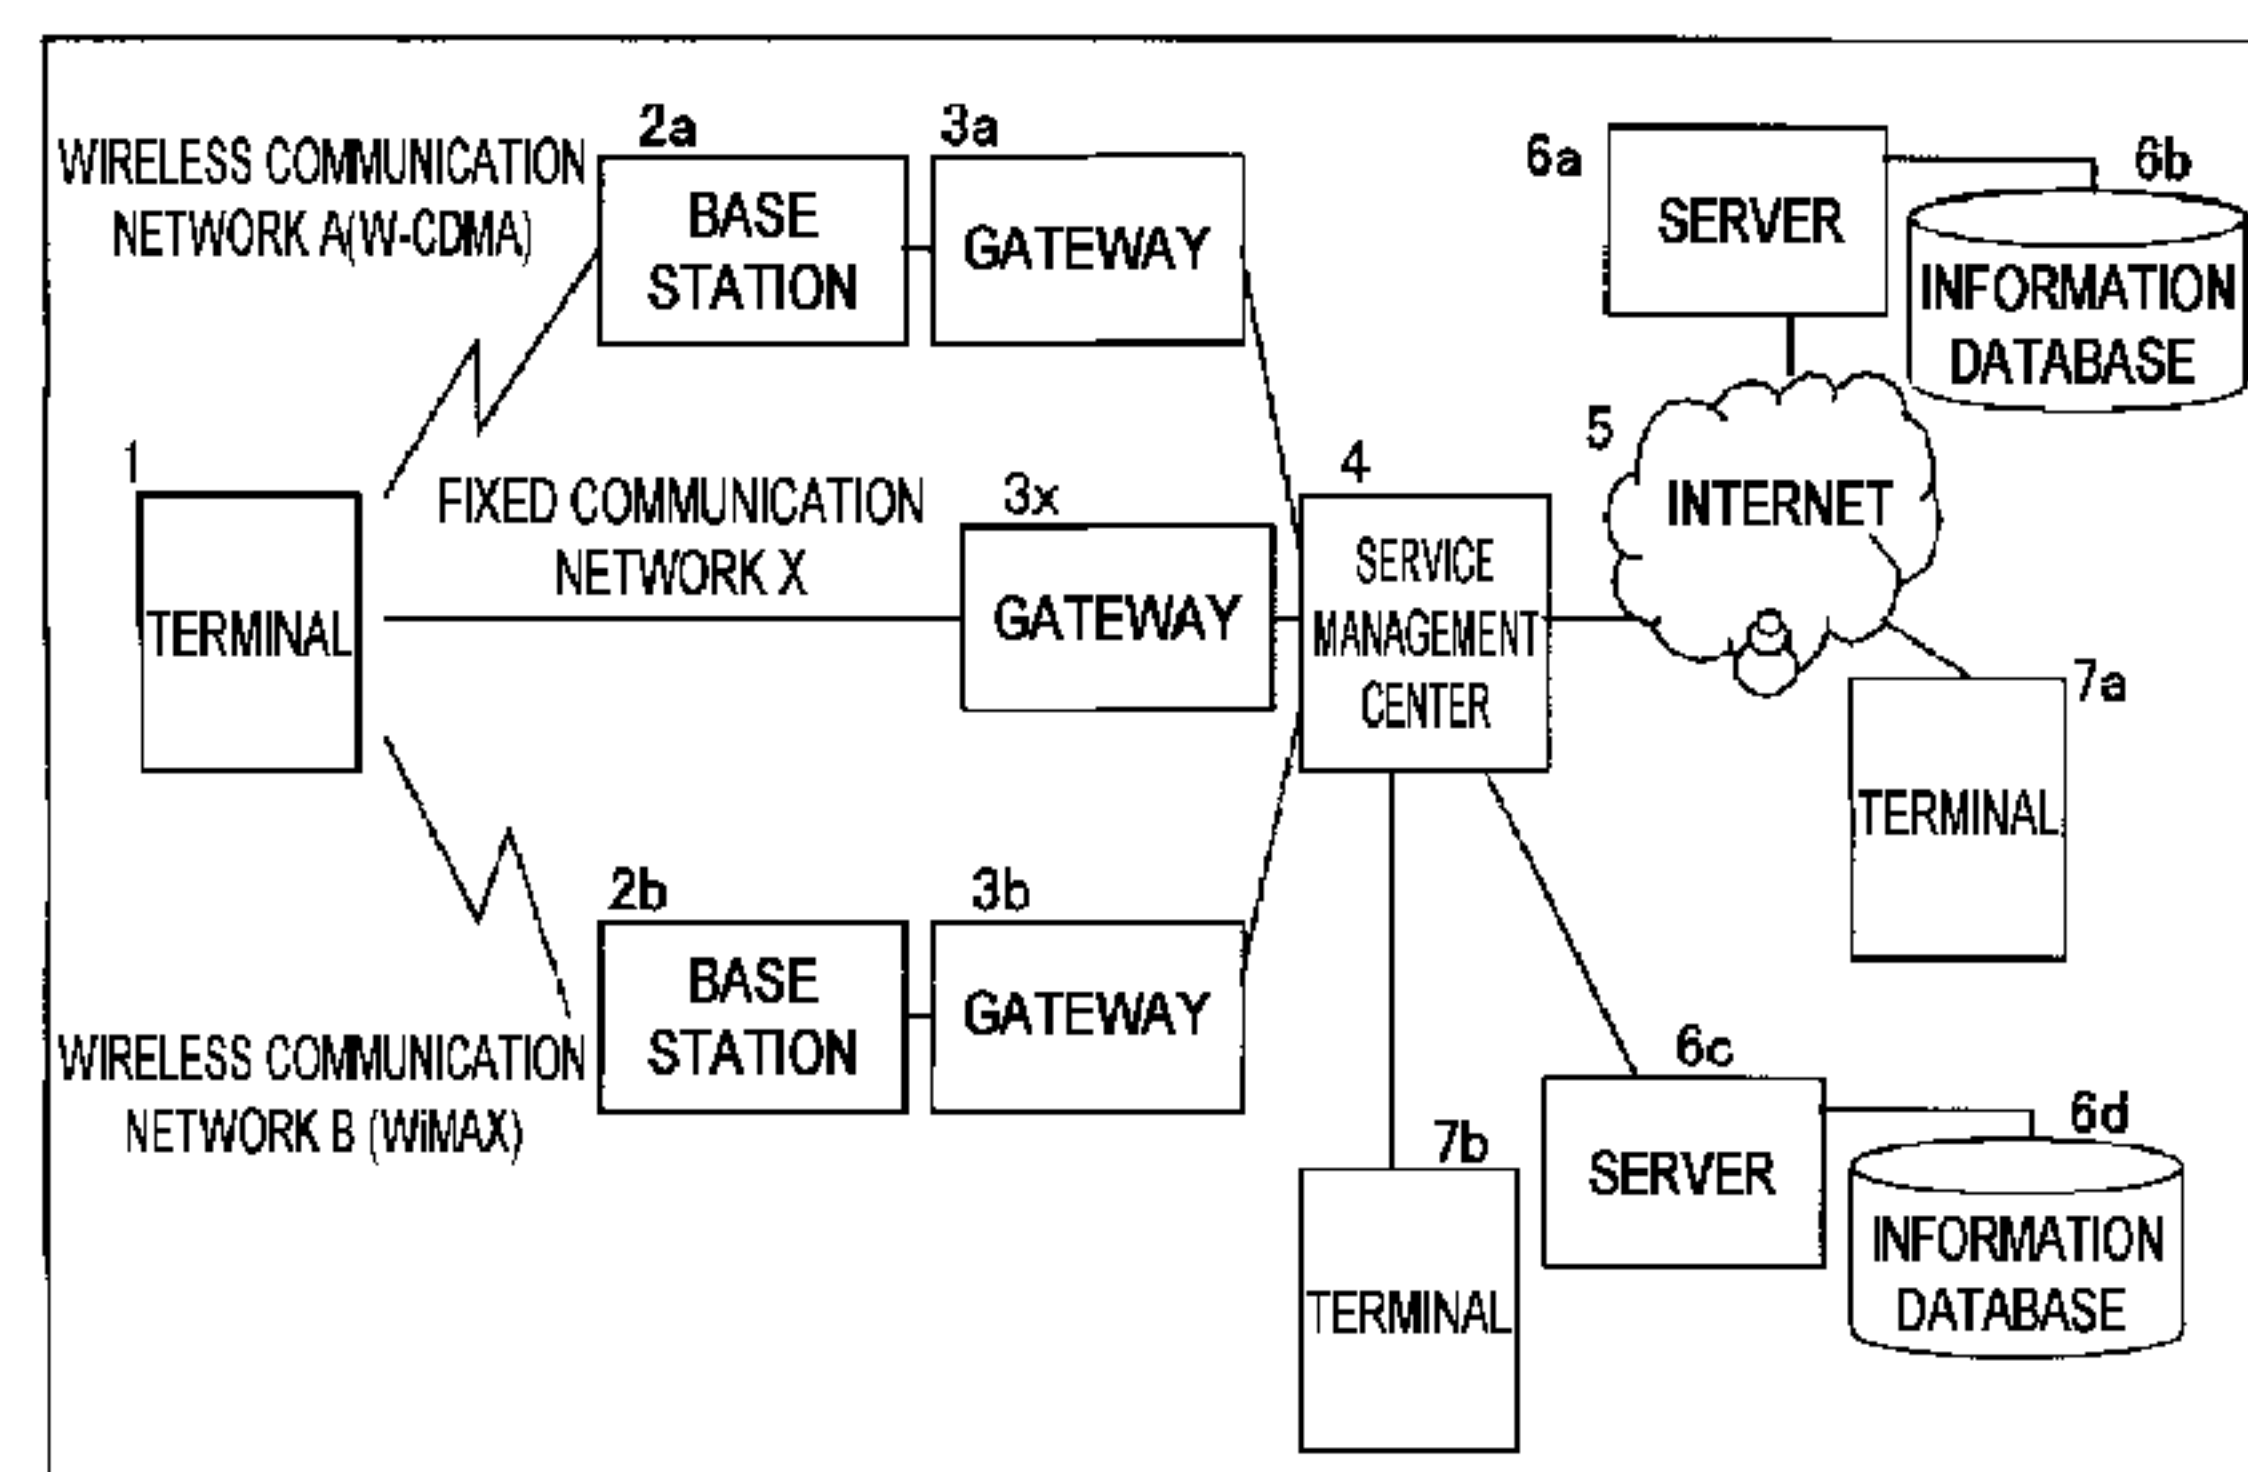 WIRELESS COMMUNICATION
NETWORK A(W-CDMA)
2a
BASE
STATION
3a
GATEWAY
6a
SERVER
6b
INFORMATION
DATABASE
1
TERMINAL
FIXED COMMUNICATION
NETWORK X
3x
GATEWAY
4
SERVICE
MANAGEMENT
CENTER
5
INTERNET
7a
TERMINAL
WIRELESS COMMUNICATION
NETWORK B (WiMAX)
2b
BASE
STATION
3b
GATEWAY
7b
TERMINAL
6c
SERVER
6d
INFORMATION
DATABASE